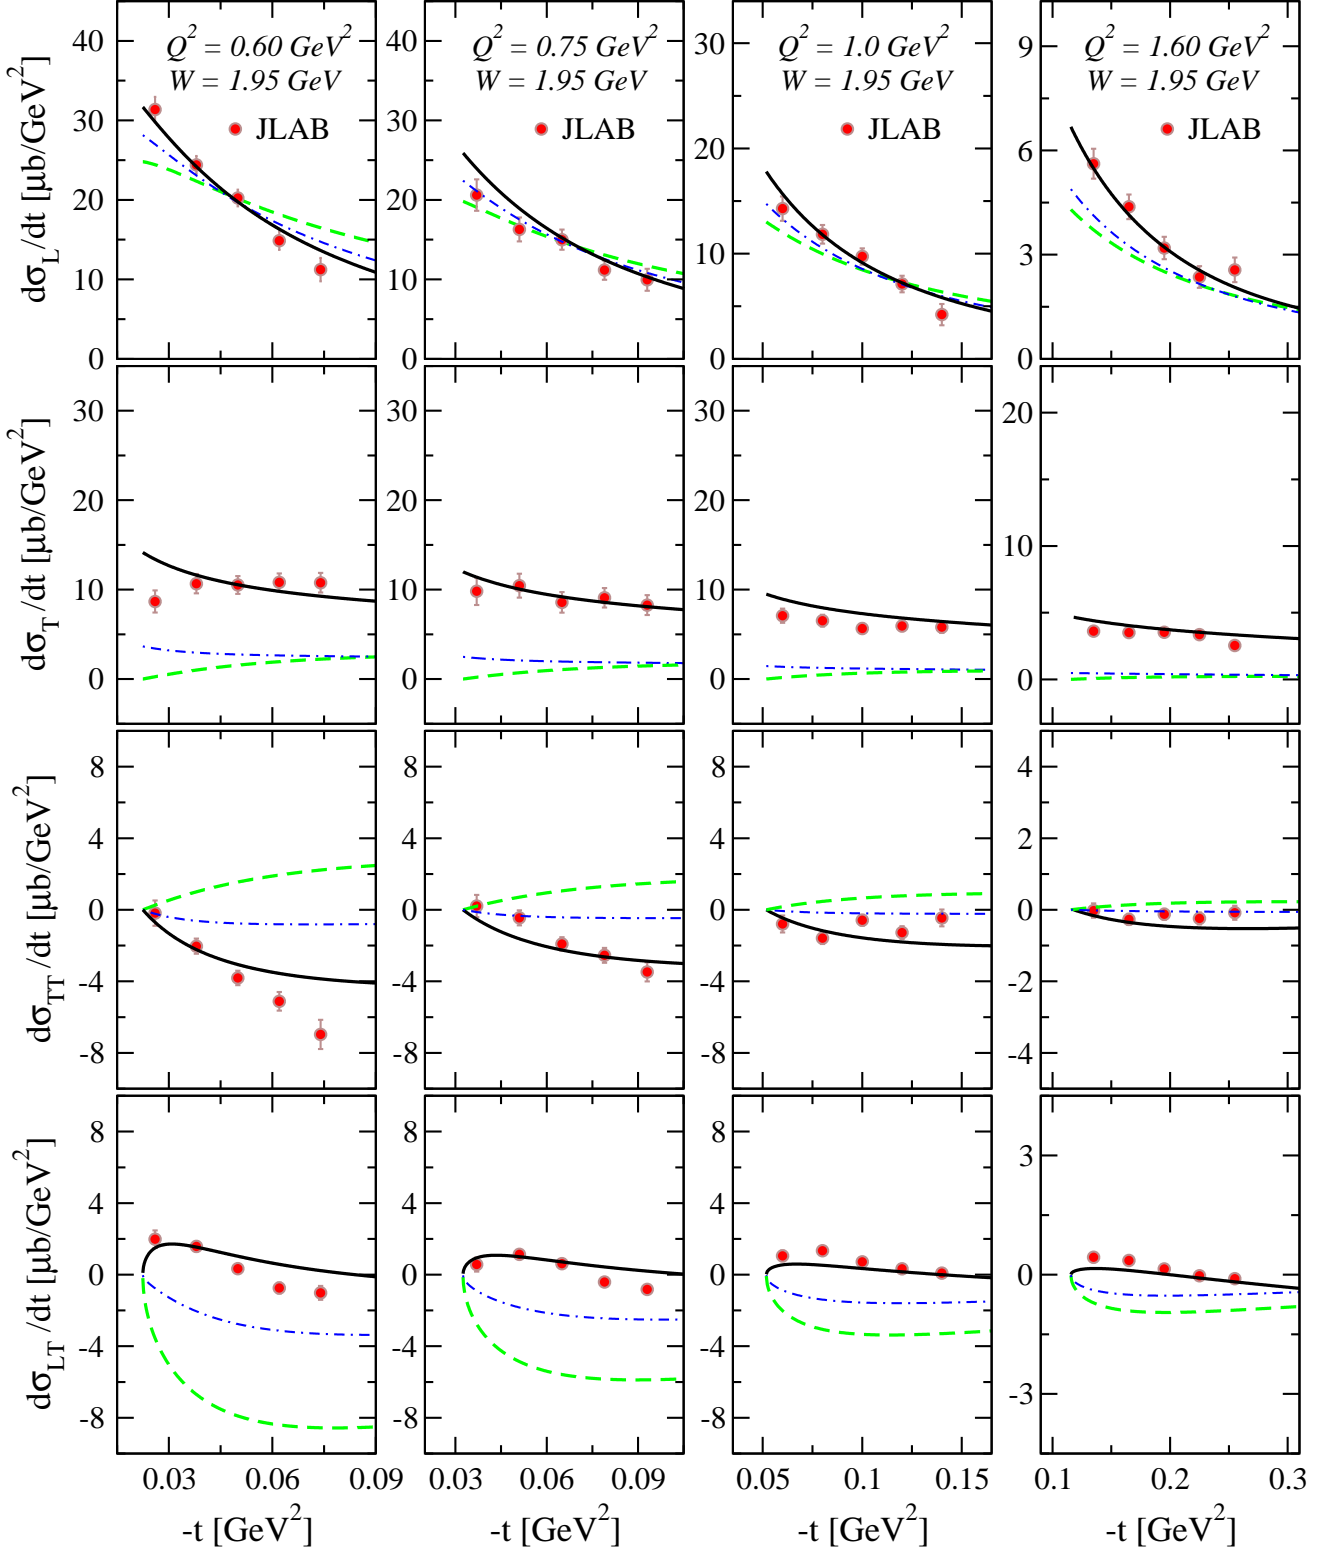 Q² = 0.60 GeV²
W = 1.95 GeV
JLAB
Q² = 0.75 GeV²
W = 1.95 GeV
JLAB
Q² = 1.0 GeV²
W = 1.95 GeV
JLAB
Q² = 1.60 GeV²
W = 1.95 GeV
JLAB
dσ_L/dt [μb/GeV²]
40
30
20
10
0
40
30
20
10
0
30
20
10
0
9
6
3
0
dσ_T/dt [μb/GeV²]
30
20
10
0
30
20
10
0
30
20
10
0
20
10
0
dσ_TT/dt [μb/GeV²]
8
4
0
-4
-8
8
4
0
-4
-8
8
4
0
-4
-8
4
2
0
-2
-4
dσ_LT/dt [μb/GeV²]
8
4
0
-4
-8
8
4
0
-4
-8
8
4
0
-4
-8
3
0
-3
0.03 0.06 0.09
0.03 0.06 0.09
0.05 0.1 0.15
0.1 0.2 0.3
-t [GeV²]
-t [GeV²]
-t [GeV²]
-t [GeV²]